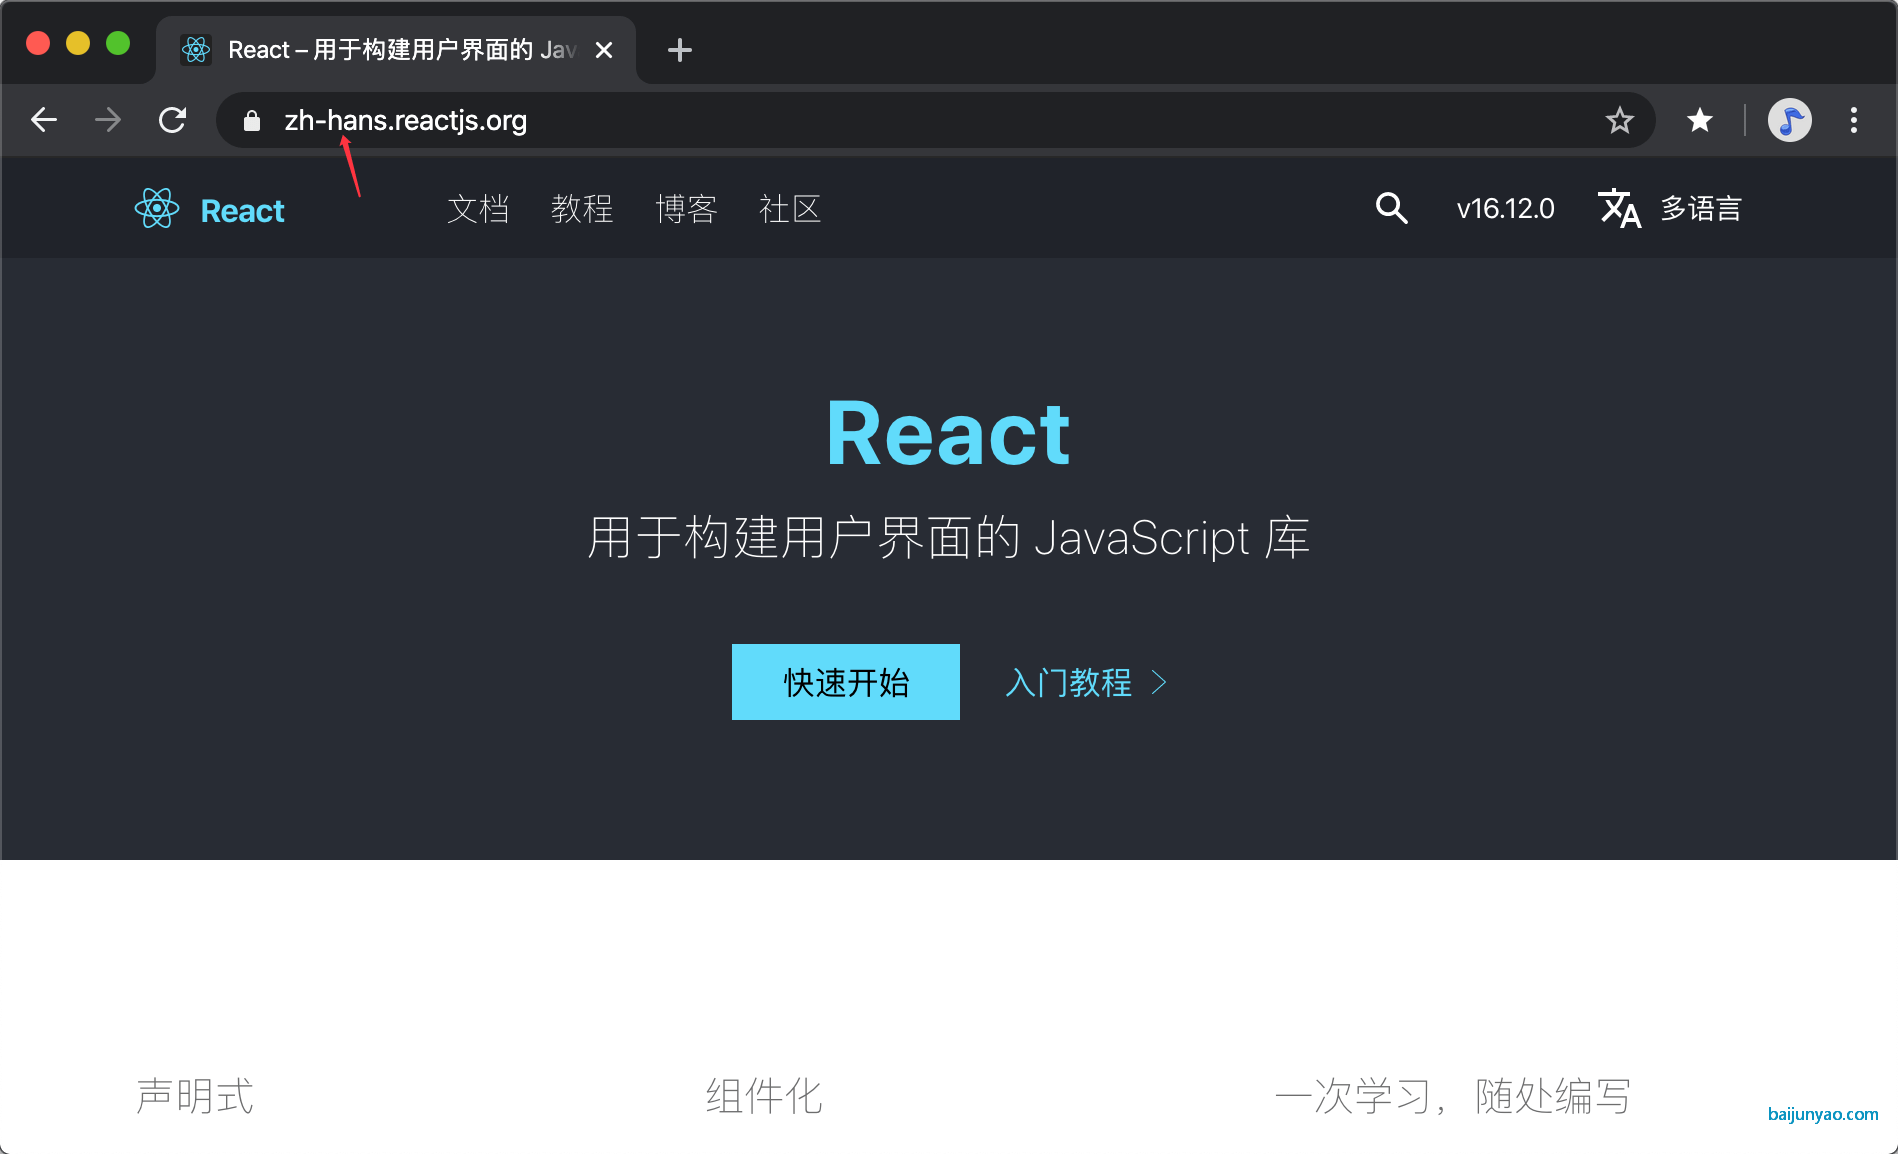 React – 用于构建用户界面的 Jav
zh-hans.reactjs.org
React 文档 教程 博客 社区 v16.12.0 多语言
React
用于构建用户界面的 JavaScript 库
快速开始 入门教程
声明式 组件化 一次学习，随处编写
baijunyao.com